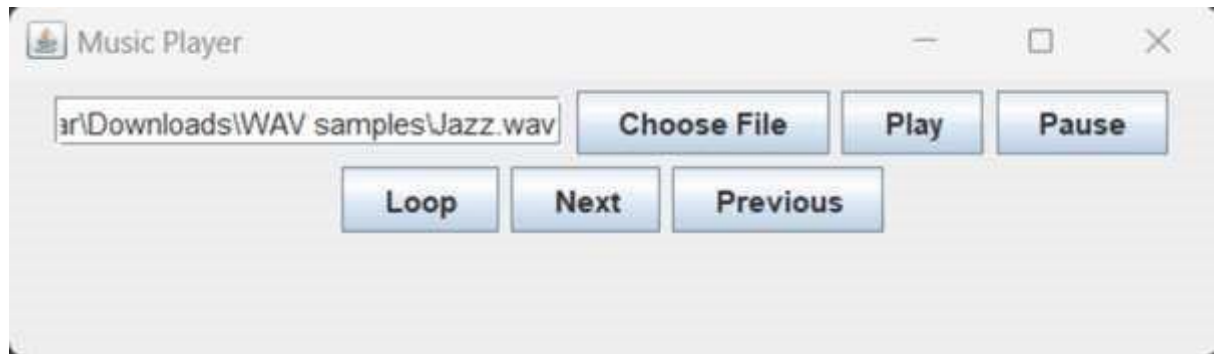 Music Player
ar\Downloads\WAV samples\Jazz.wav Choose File Play Pause
Loop Next Previous